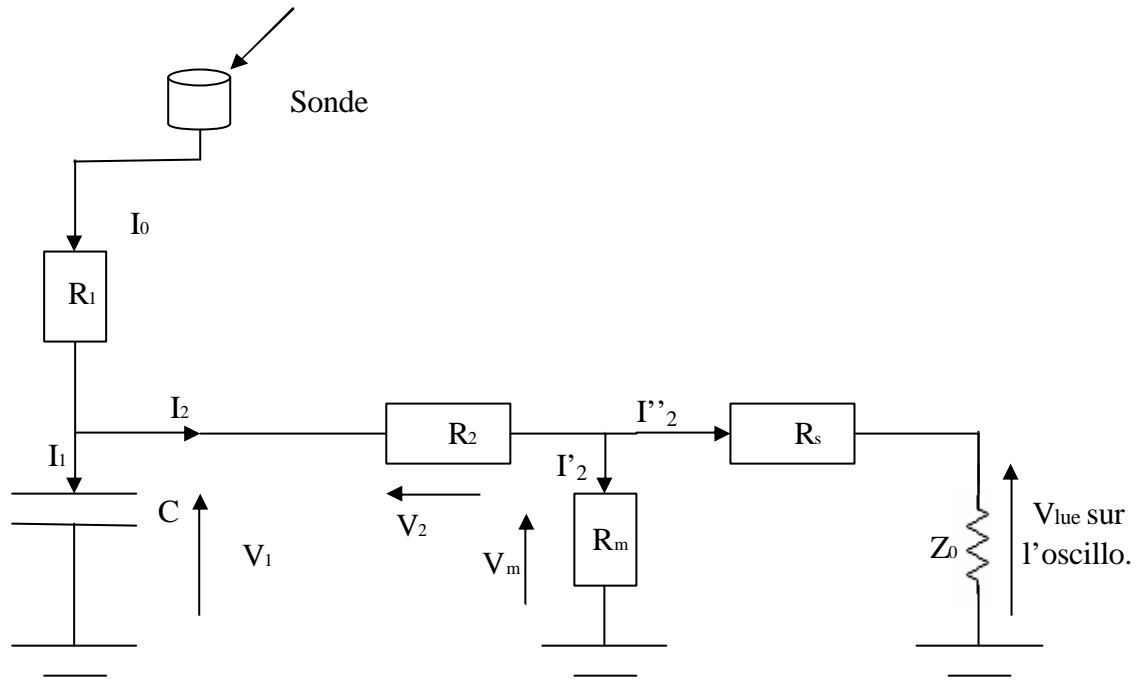 Sonde
I0
R1
I2
R2
I’’2
Rs
I1
I’2
C
V2
V1
Vm
Rm
Z0
Vlue sur
l’oscillo.